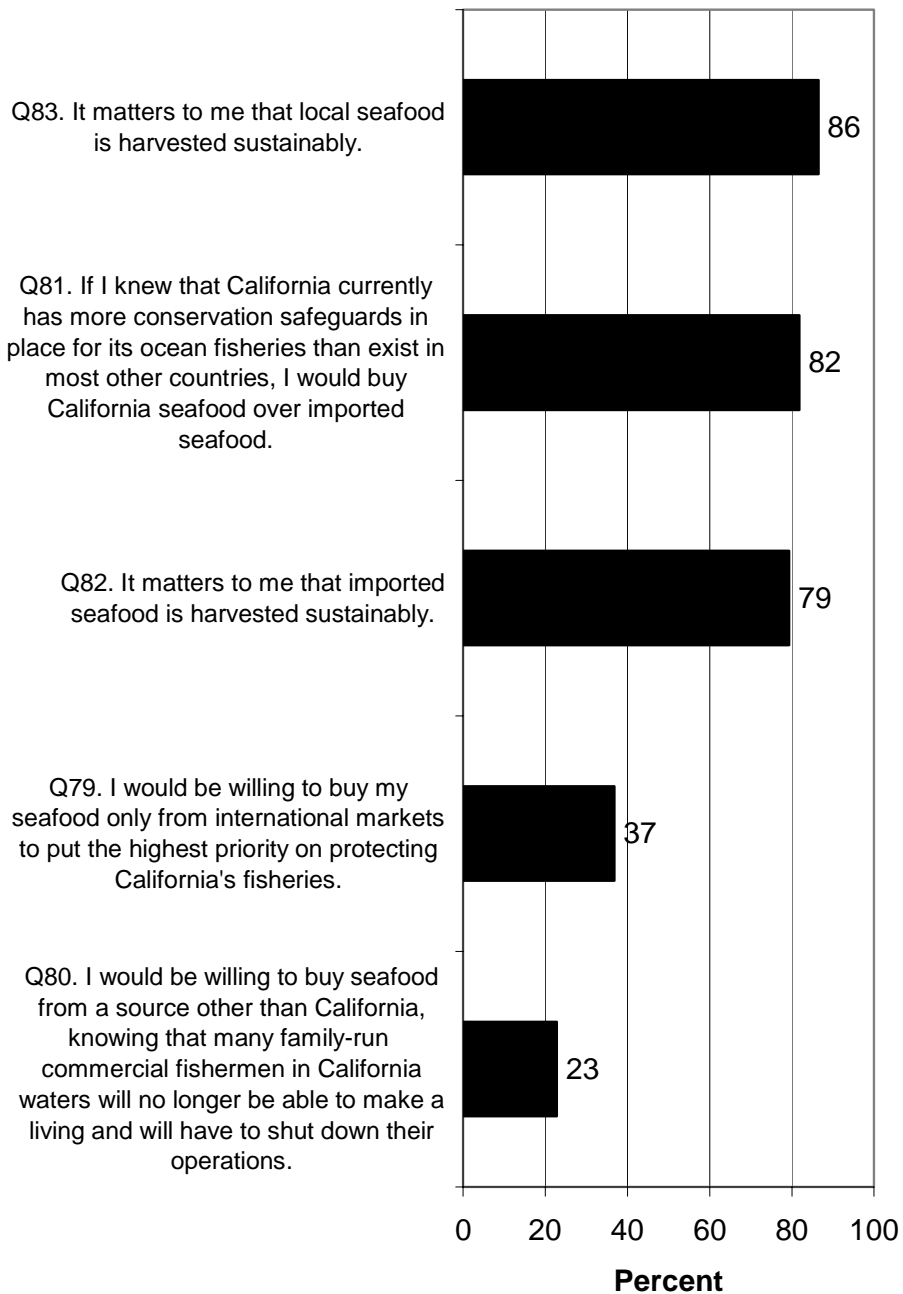 Q83. It matters to me that local seafood
is harvested sustainably.
86
Q81. If I knew that California currently
has more conservation safeguards in
place for its ocean fisheries than exist in
most other countries, I would buy
California seafood over imported
seafood.
82
Q82. It matters to me that imported
seafood is harvested sustainably.
79
Q79. I would be willing to buy my
seafood only from international markets
to put the highest priority on protecting
California's fisheries.
37
Q80. I would be willing to buy seafood
from a source other than California,
knowing that many family-run
commercial fishermen in California
waters will no longer be able to make a
living and will have to shut down their
operations.
23
0 20 40 60 80 100
Percent